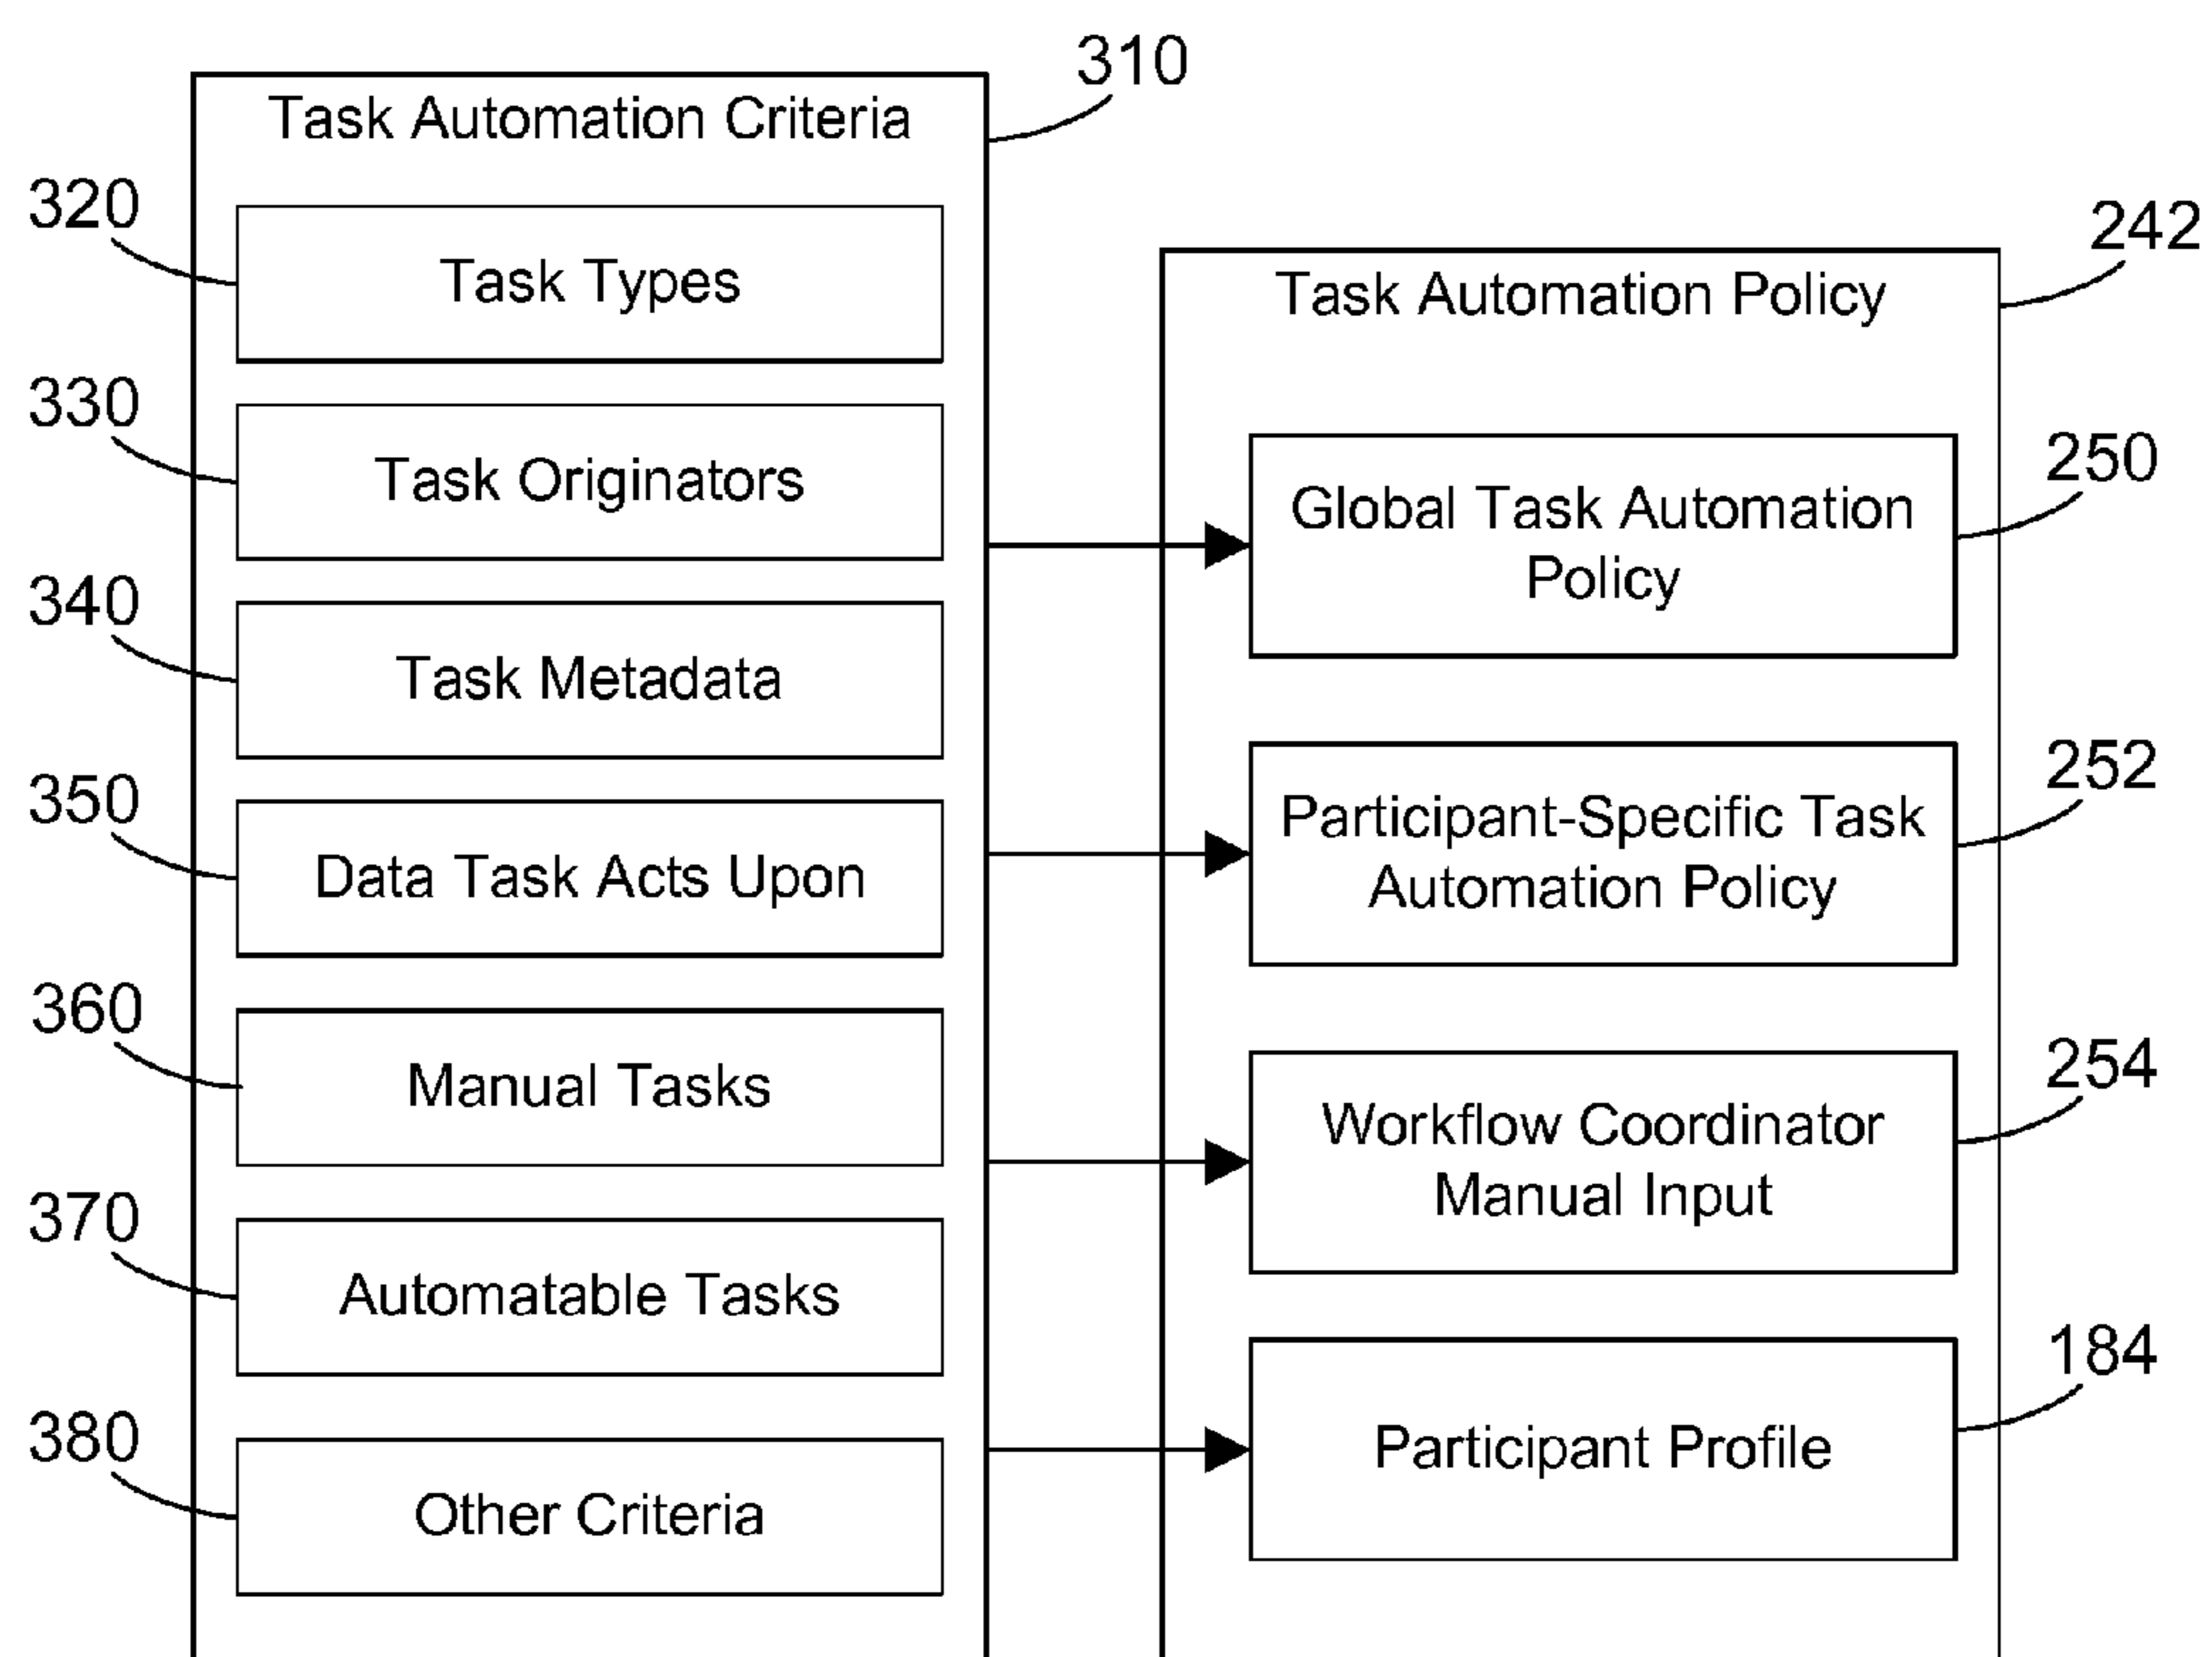 310
Task Automation Criteria
320
Task Types
330
Task Originators
340
Task Metadata
350
Data Task Acts Upon
360
Manual Tasks
370
Automatable Tasks
380
Other Criteria
242
Task Automation Policy
250
Global Task Automation
Policy
252
Participant-Specific Task
Automation Policy
254
Workflow Coordinator
Manual Input
184
Participant Profile